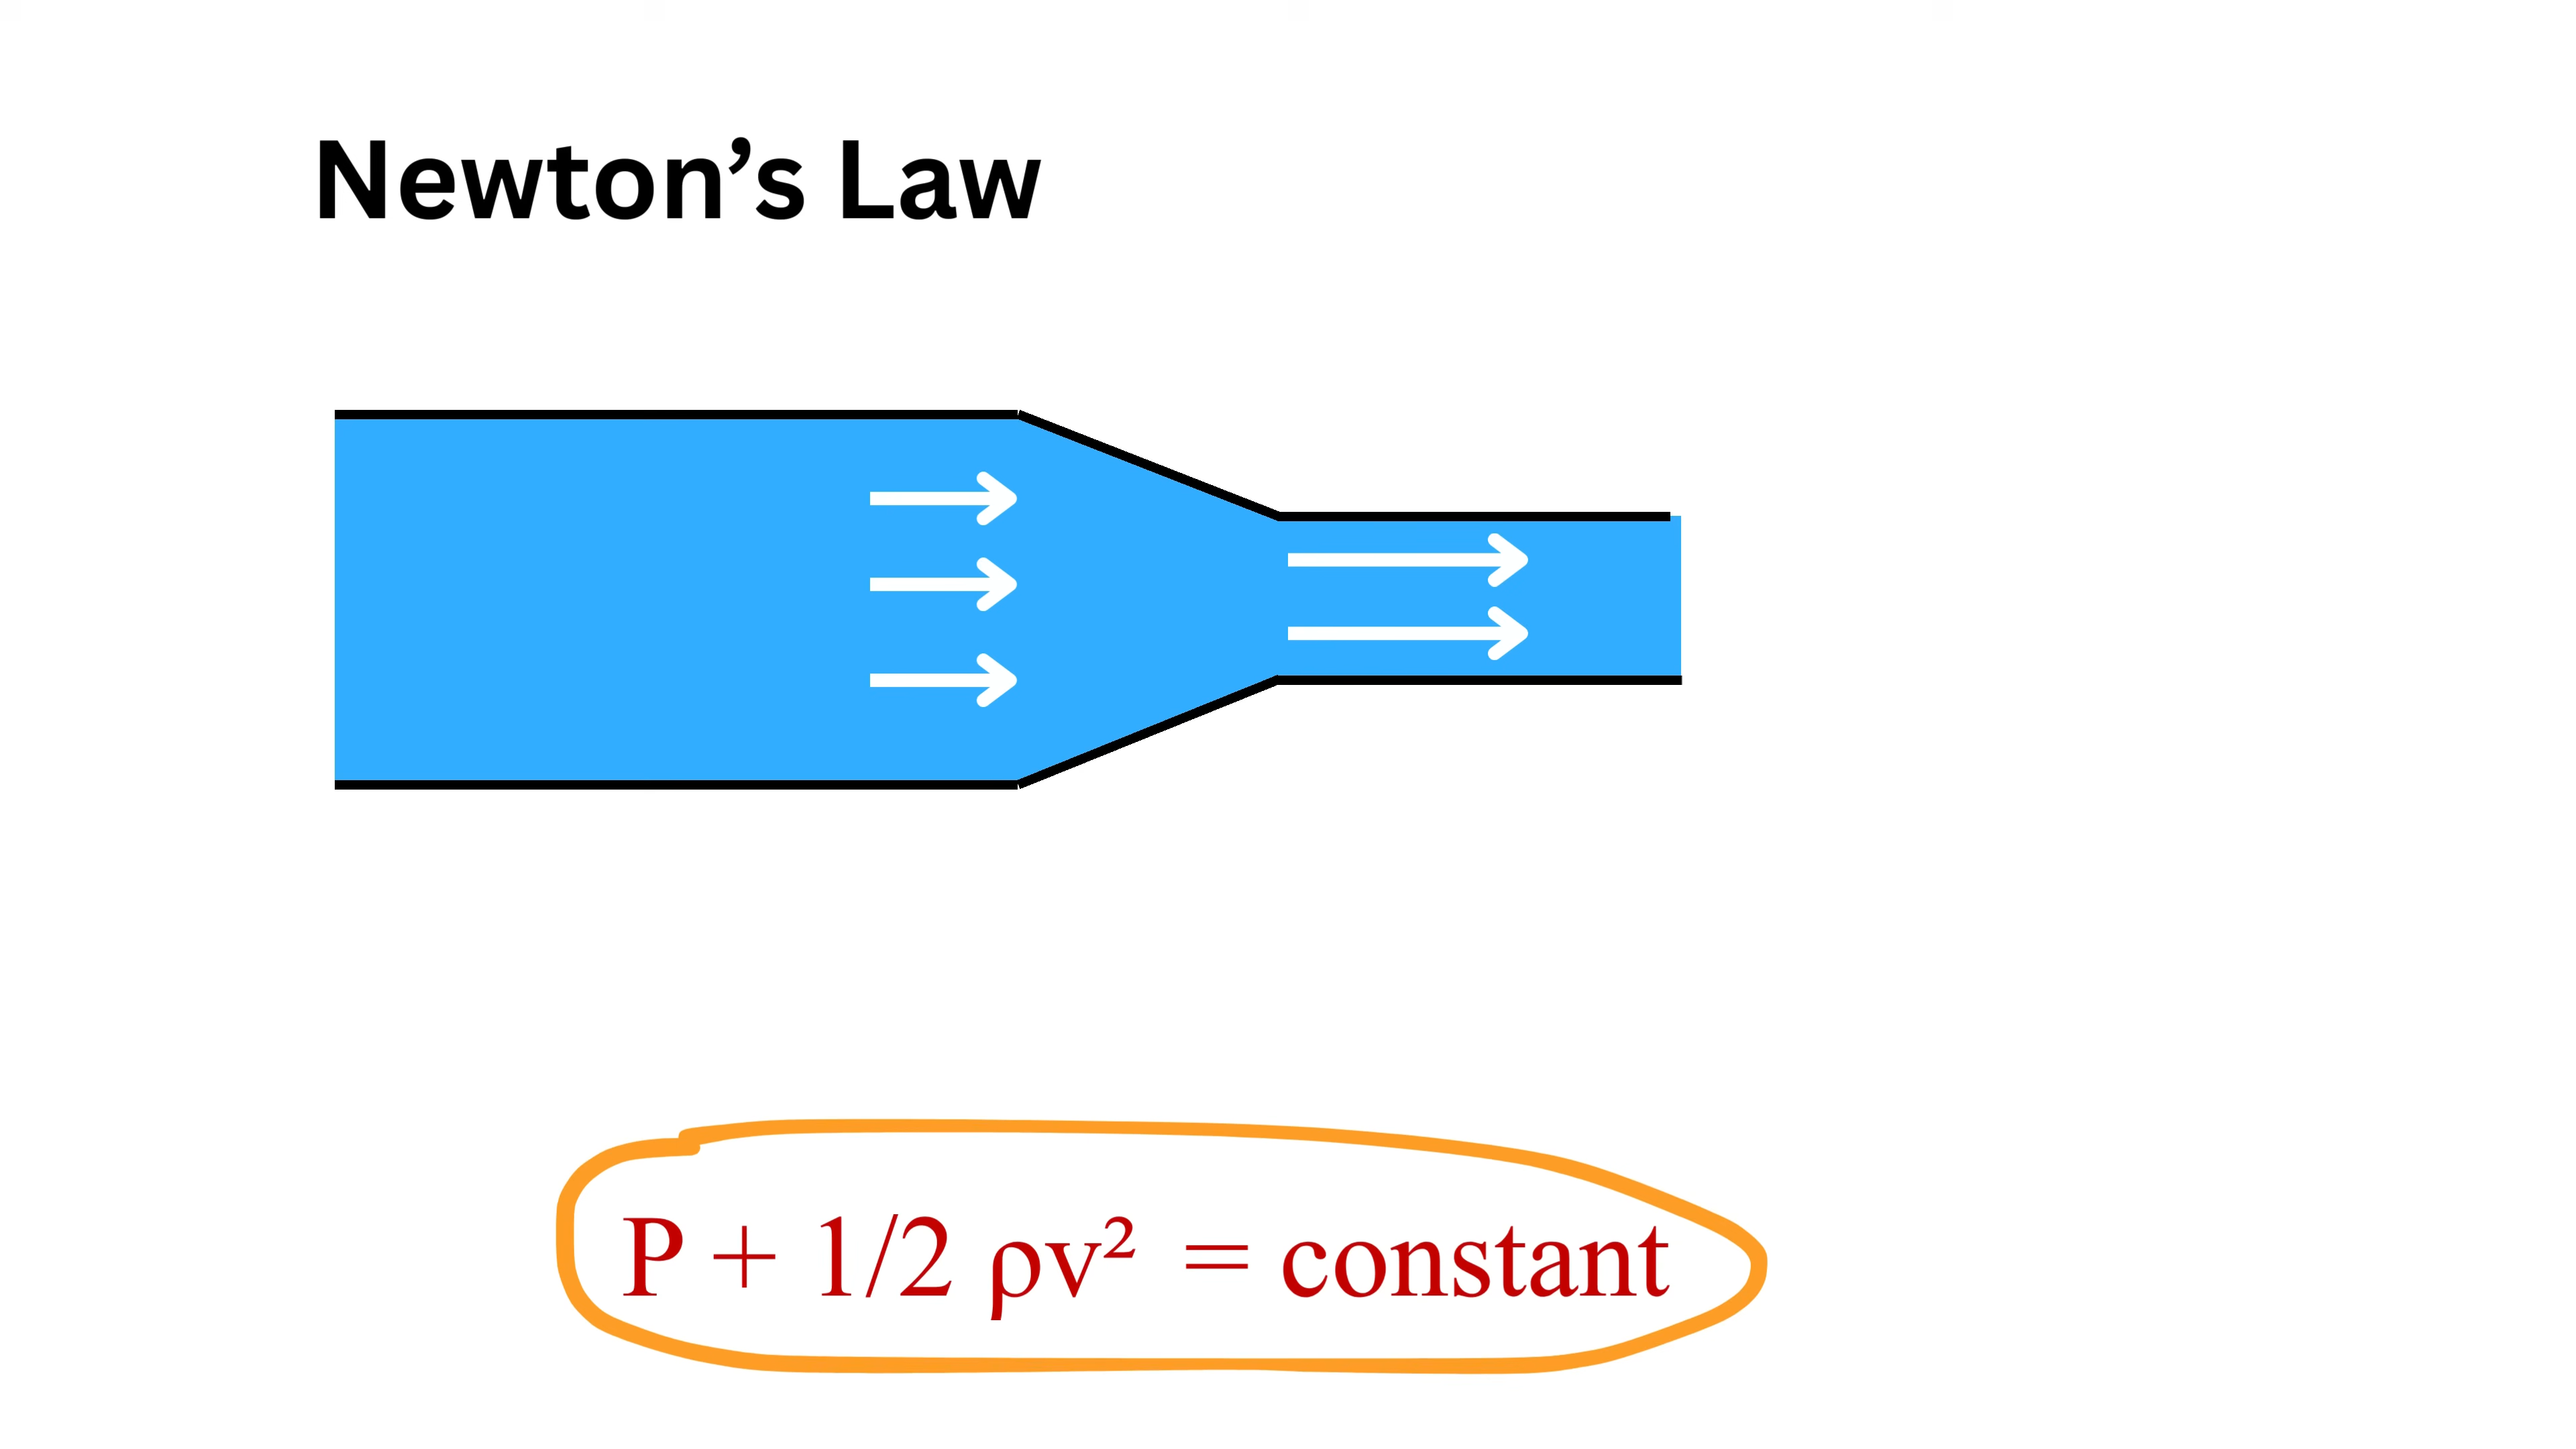 Newton’s Law
P + 1/2 ρv² = constant